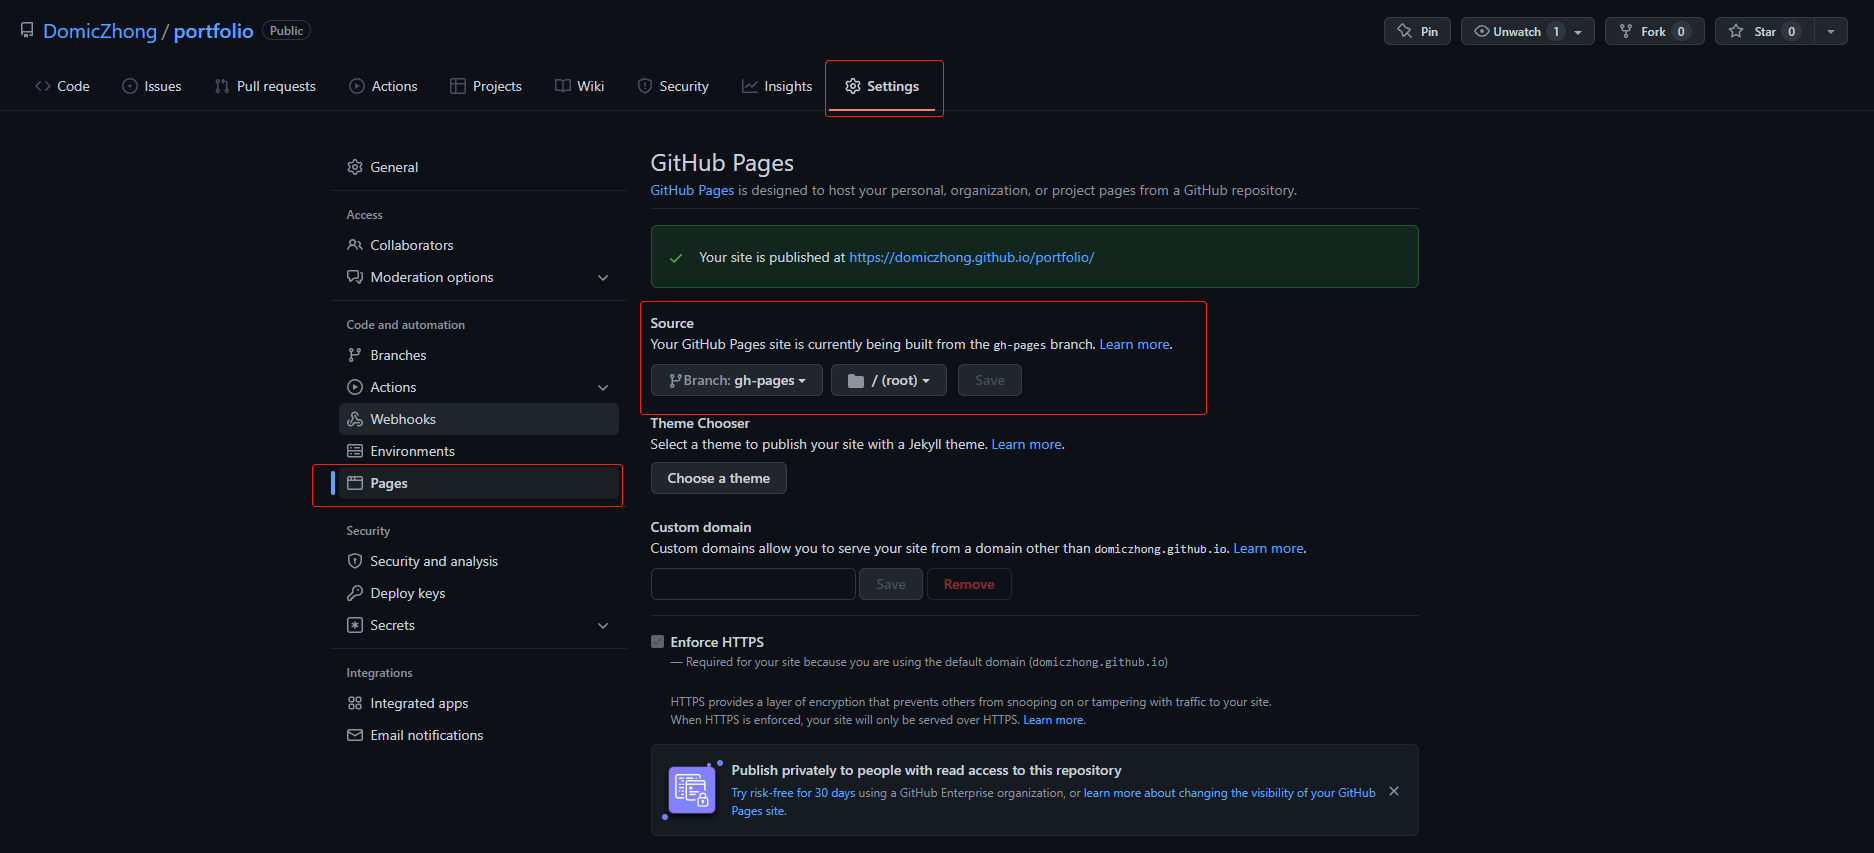 DomicZhong / portfolio Public
Pin
Unwatch 1
Fork 0
Star 0
Code
Issues
Pull requests
Actions
Projects
Wiki
Security
Insights
Settings
General
Access
Collaborators
Moderation options
Code and automation
Branches
Actions
Webhooks
Environments
Pages
Security
Security and analysis
Deploy keys
Secrets
Integrations
Integrated apps
Email notifications
GitHub Pages
GitHub Pages is designed to host your personal, organization, or project pages from a GitHub repository.
Your site is published at https://domiczhong.github.io/portfolio/
Source
Your GitHub Pages site is currently being built from the gh-pages branch. Learn more.
Branch: gh-pages
/ (root)
Save
Theme Chooser
Select a theme to publish your site with a Jekyll theme. Learn more.
Choose a theme
Custom domain
Custom domains allow you to serve your site from a domain other than domiczhong.github.io. Learn more.
Save
Remove
Enforce HTTPS
— Required for your site because you are using the default domain (domiczhong.github.io)
HTTPS provides a layer of encryption that prevents others from snooping on or tampering with traffic to your site.
When HTTPS is enforced, your site will only be served over HTTPS. Learn more.
Publish privately to people with read access to this repository
Try risk-free for 30 days using a GitHub Enterprise organization, or learn more about changing the visibility of your GitHub
Pages site.